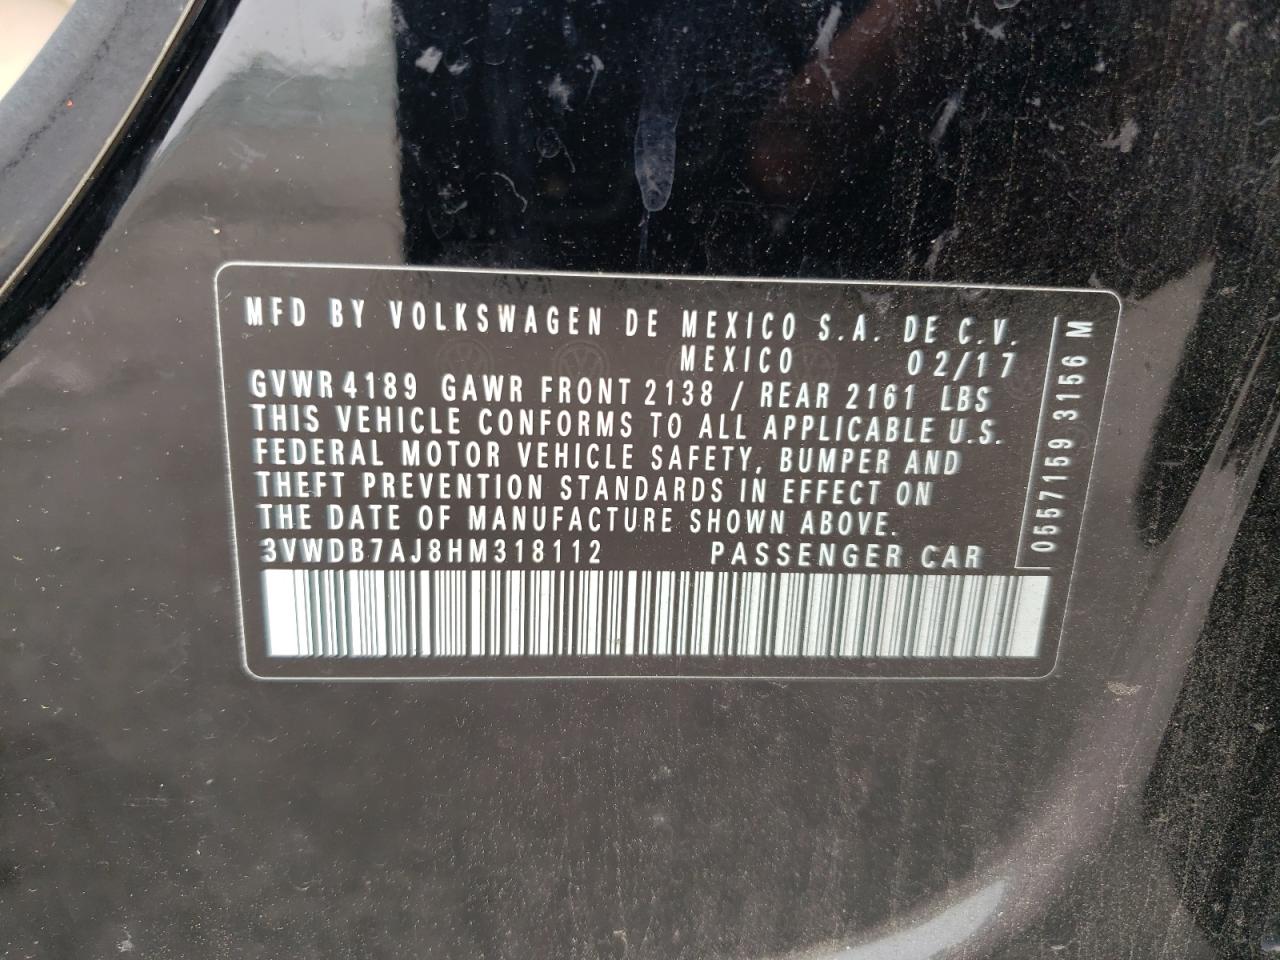 MFD BY VOLKSWAGEN DE MEXICO S.A. DE C.V.
MEXICO 02/17
GVWR 4189 GAWR FRONT 2138 / REAR 2161 LBS
THIS VEHICLE CONFORMS TO ALL APPLICABLE U.S.
FEDERAL MOTOR VEHICLE SAFETY, BUMPER AND
THEFT PREVENTION STANDARDS IN EFFECT ON
THE DATE OF MANUFACTURE SHOWN ABOVE.
3VWDB7AJ8HM318112 PASSENGER CAR
0557159 3156 M